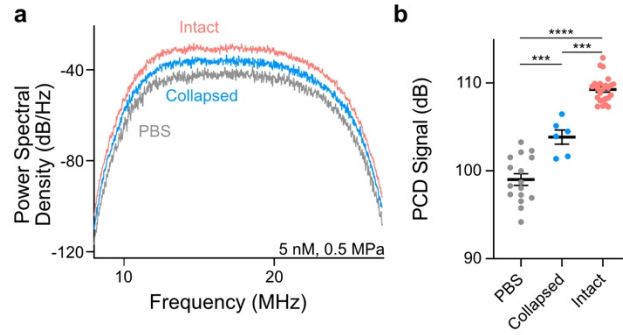 a
Power Spectral
Density (dB/Hz)
-40
-80
-120
Intact
Collapsed
PBS
5 nM, 0.5 MPa
10
20
Frequency (MHz)
b
PCD Signal (dB)
110
100
90
****
***
***
PBS
Collapsed
Intact